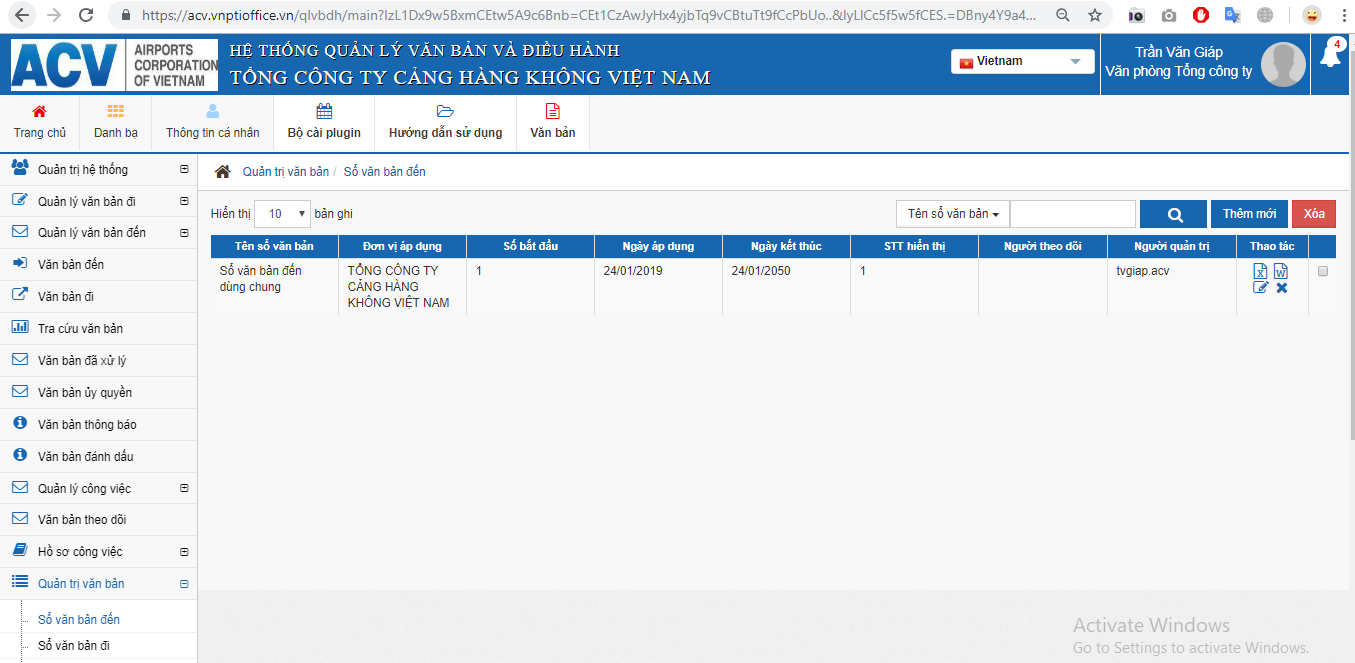 https://acv.vnptioffice.vn/qlvbdh/main?
ACV AIRPORTS
CORPORATION
OF VIETNAM
HỆ THỐNG QUẢN LÝ VĂN BẢN VÀ ĐIỀU HÀNH
TỔNG CÔNG TY CẢNG HÀNG KHÔNG VIỆT NAM
Vietnam
Trần Văn Giáp
Văn phòng Tổng công ty
4
Trang chủ
Danh bạ
Thông tin cá nhân
Bộ cài plugin
Hướng dẫn sử dụng
Văn bản
Quản trị hệ thống
Quản lý văn bản đi
Quản lý văn bản đến
Văn bản đến
Văn bản đi
Tra cứu văn bản
Văn bản đã xử lý
Văn bản ủy quyền
Văn bản thông báo
Văn bản đánh dấu
Quản lý công việc
Văn bản theo dõi
Hồ sơ công việc
Quản trị văn bản
Sổ văn bản đến
Sổ văn bản đi
Quản trị văn bản / Sổ văn bản đến
Hiển thị 10 bản ghi
Tên sổ văn bản
Thêm mới
Xóa
Tên sổ văn bản Đơn vị áp dụng Số bắt đầu Ngày áp dụng Ngày kết thúc STT hiển thị Người theo dõi Người quản trị Thao tác
Sổ văn bản đến TỔNG CÔNG TY 1 24/01/2019 24/01/2050 1 tvgiap.acv
dùng chung CẢNG HÀNG
KHÔNG VIỆT NAM
Activate Windows
Go to Settings to activate Windows.